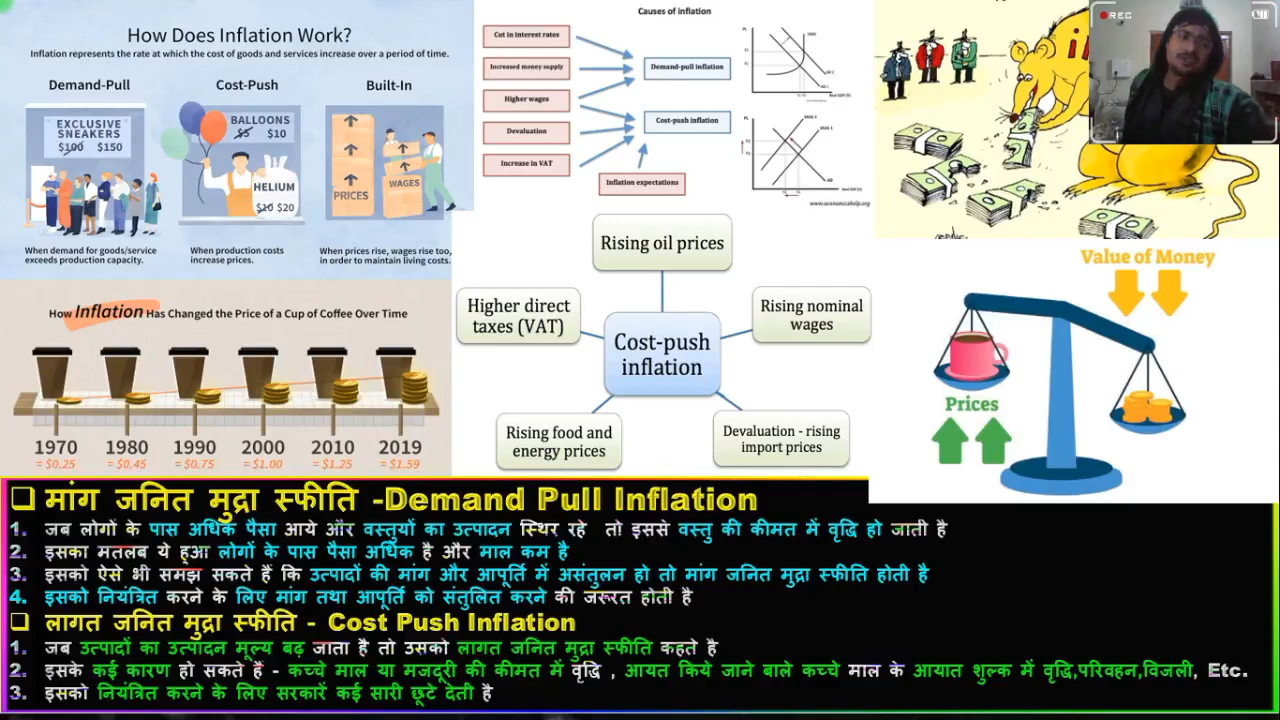 How Does Inflation Work?
Inflation represents the rate at which the cost of goods and services increase over a period of time.
Demand-Pull
Cost-Push
Built-In
EXCLUSIVE
SNEAKERS
$100 $150
BALLOONS
$5 $10
HELIUM
$10 $20
PRICES
WAGES
When demand for goods/service
exceeds production capacity.
When production costs
increase prices.
When prices rise, wages rise too,
in order to maintain living costs.
How Inflation Has Changed the Price of a Cup of Coffee Over Time
1970
= $0.25
1980
= $0.45
1990
= $0.75
2000
= $1.00
2010
= $1.25
2019
= $1.59
Causes of inflation
Cut in interest rates
Increased money supply
Higher wages
Devaluation
Increase in VAT
Inflation expectations
Demand-pull inflation
Cost-push inflation
www.economicshelp.org
Rising oil prices
Higher direct
taxes (VAT)
Rising nominal
wages
Cost-push
inflation
Rising food and
energy prices
Devaluation - rising
import prices
REC
Value of Money
Prices
❑ मांग जनित मुद्रा स्फीति -Demand Pull Inflation
1. जब लोगों के पास अधिक पैसा आये और वस्तुयों का उत्पादन स्थिर रहे तो इससे वस्तु की कीमत में वृद्धि हो जाती है
2. इसका मतलब ये हुआ लोगों के पास पैसा अधिक है और माल कम है
3. इसको ऐसे भी समझ सकते हैं कि उत्पादों की मांग और आपूर्ति में असंतुलन हो तो मांग जनित मुद्रा स्फीति होती है
4. इसको नियंत्रित करने के लिए मांग तथा आपूर्ति को संतुलित करने की जरूरत होती है
❑ लागत जनित मुद्रा स्फीति - Cost Push Inflation
1. जब उत्पादों का उत्पादन मूल्य बढ़ जाता है तो उसको लागत जनित मुद्रा स्फीति कहते है
2. इसके कई कारण हो सकते हैं - कच्चे माल या मजदूरी की कीमत में वृद्धि , आयत किये जाने बाले कच्चे माल के आयात शुल्क में वृद्धि,परिवहन,विजली, Etc.
3. इसको नियंत्रित करने के लिए सरकारें कई सारी छूटे देती है